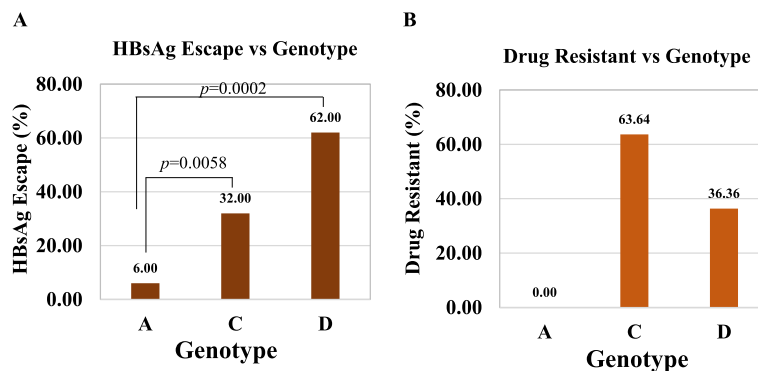 A
HBsAg Escape vs Genotype
HBsAg Escape (%)
80.00
60.00
40.00
20.00
0.00
p=0.0002
p=0.0058
6.00
32.00
62.00
A C D
Genotype
B
Drug Resistant vs Genotype
Drug Resistant (%)
80.00
60.00
40.00
20.00
0.00
0.00
63.64
36.36
A C D
Genotype